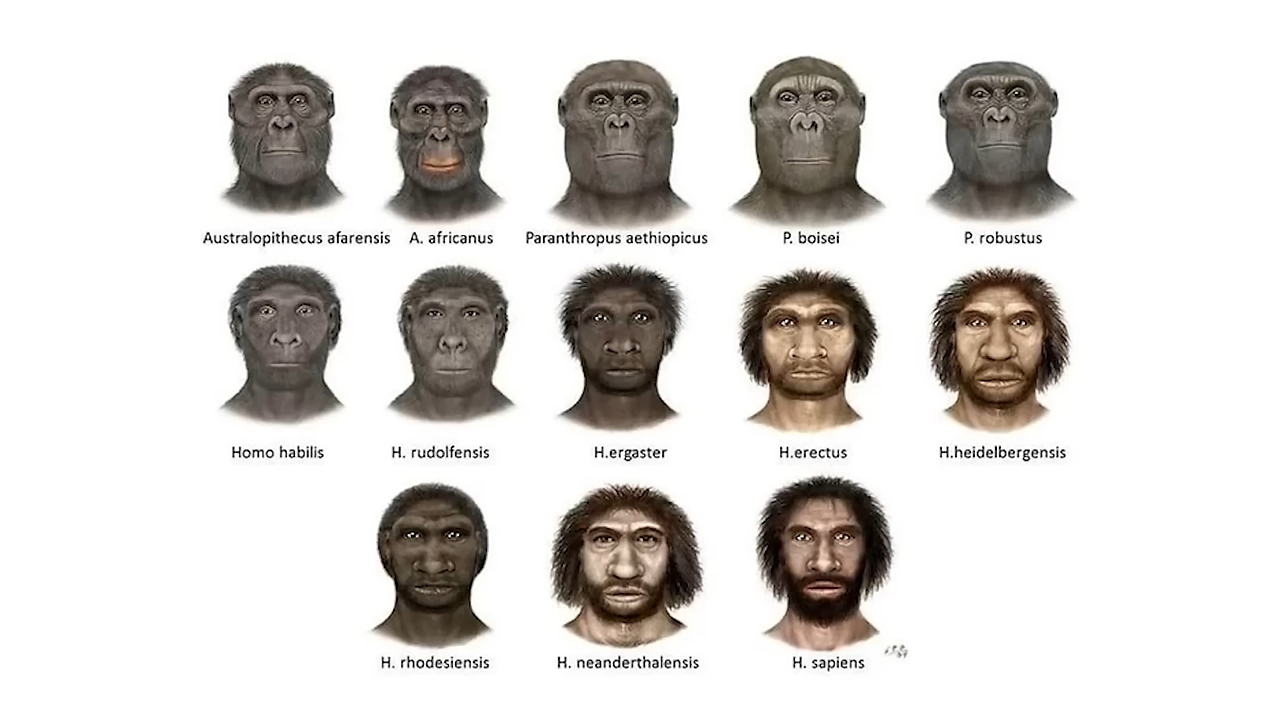 Australopithecus afarensis A. africanus Paranthropus aethiopicus P. boisei P. robustus
Homo habilis H. rudolfensis H.ergaster H.erectus H.heidelbergensis
H. rhodesiensis H. neanderthalensis H. sapiens